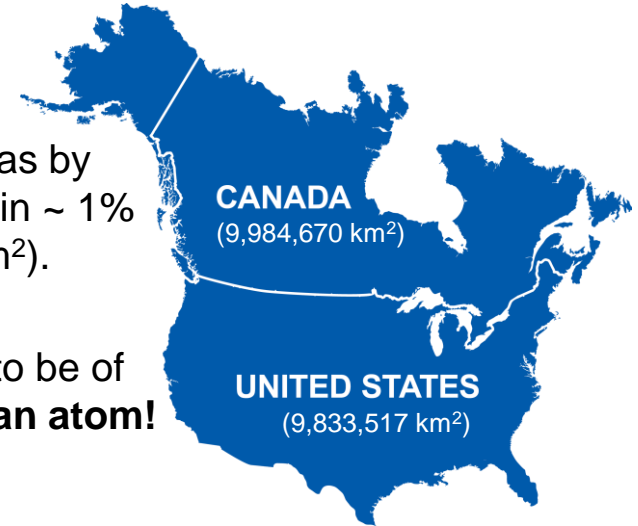 as by
in ~ 1%
m²).
to be of
an atom!
CANADA
(9,984,670 km²)
UNITED STATES
(9,833,517 km²)